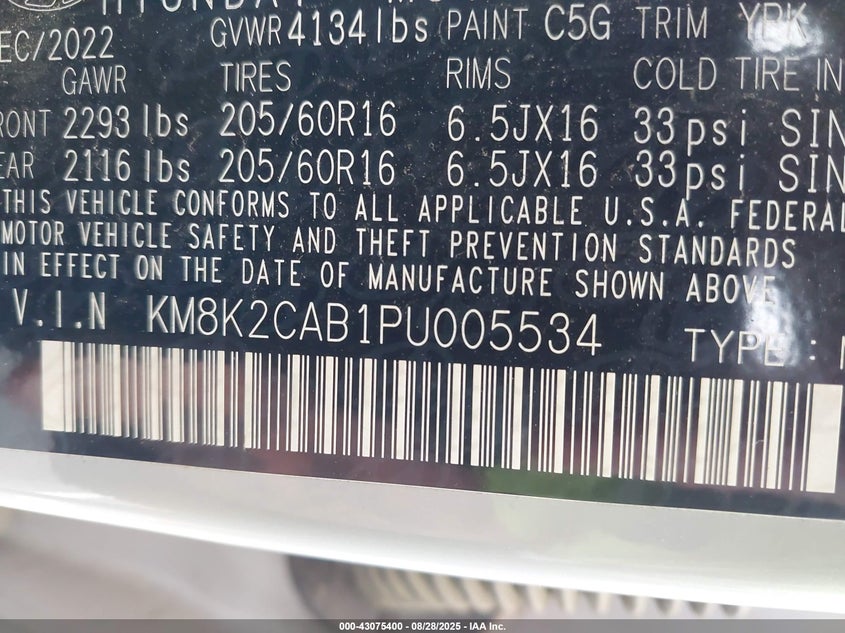 HYUNDAI MO
EC/2022 GVWR 4134 lbs PAINT C5G TRIM YPK
GAWR TIRES RIMS COLD TIRE IN
RONT 2293 lbs 205/60R16 6.5JX16 33psi SIN
EAR 2116 lbs 205/60R16 6.5JX16 33psi SIN
THIS VEHICLE CONFORMS TO ALL APPLICABLE U.S.A. FEDERAL
MOTOR VEHICLE SAFETY AND THEFT PREVENTION STANDARDS
IN EFFECT ON THE DATE OF MANUFACTURE SHOWN ABOVE
V.I.N KM8K2CAB1PU005534 TYPE : M
000-43075400 - 08/28/2025 - IAA Inc.